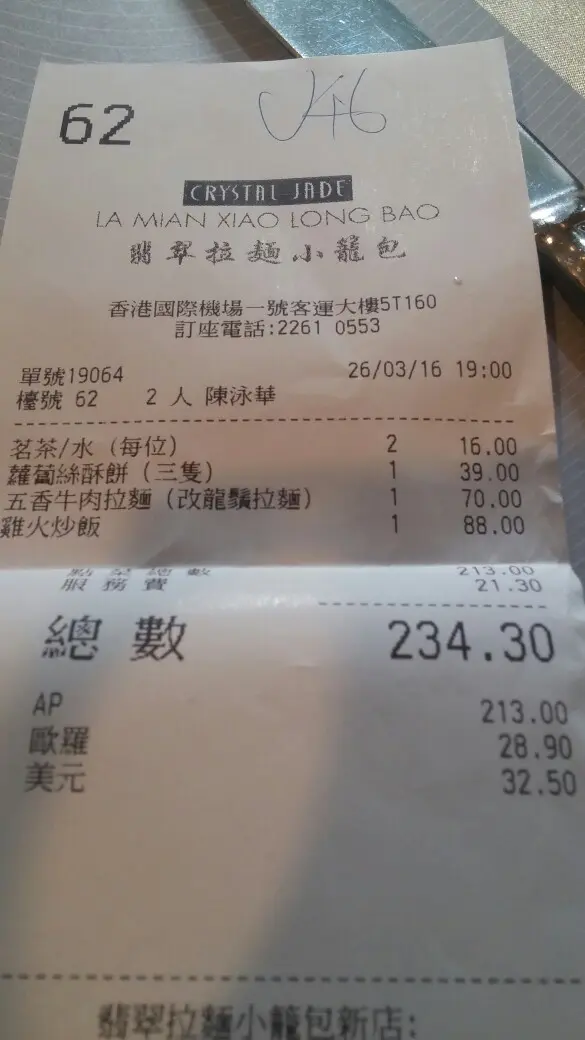 62
CRYSTAL JADE
LA MIAN XIAO LONG BAO
翡翠拉麵小籠包
香港國際機場一號客運大樓5T160
訂座電話:2261 0553
單號19064 26/03/16 19:00
檯號 62 2 人 陳泳華
茗茶/水 (每位) 2 16.00
蘿蔔絲酥餅 (三隻) 1 39.00
五香牛肉拉麵 (改龍鬚拉麵) 1 70.00
雞火炒飯 1 88.00
總數 213.00
服務費 21.30
總數 234.30
AP 213.00
歐羅 28.90
美元 32.50
翡翠拉麵小籠包新店: